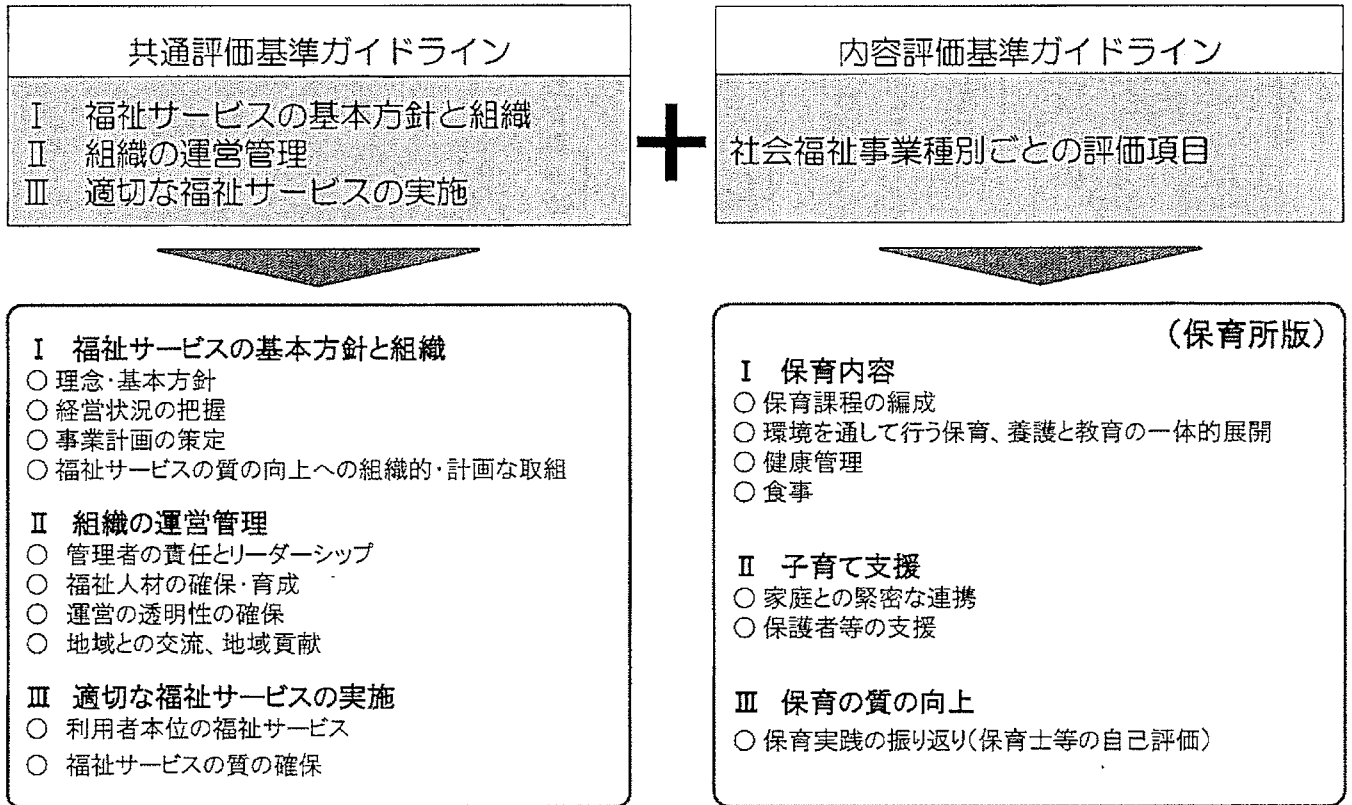 共通評価基準ガイドライン
Ⅰ 福祉サービスの基本方針と組織
Ⅱ 組織の運営管理
Ⅲ 適切な福祉サービスの実施
+
内容評価基準ガイドライン
社会福祉事業種別ごとの評価項目
Ⅰ 福祉サービスの基本方針と組織
○理念・基本方針
○経営状況の把握
○事業計画の策定
○福祉サービスの質の向上への組織的・計画な取組
Ⅱ 組織の運営管理
○ 管理者の責任とリーダーシップ
○ 福祉人材の確保・育成
○ 運営の透明性の確保
○ 地域との交流、地域貢献
Ⅲ 適切な福祉サービスの実施
○ 利用者本位の福祉サービス
○ 福祉サービスの質の確保
(保育所版)
Ⅰ 保育内容
○保育課程の編成
○環境を通して行う保育、養護と教育の一体的展開
○健康管理
○食事
Ⅱ 子育て支援
○家庭との緊密な連携
○保護者等の支援
Ⅲ 保育の質の向上
○保育実践の振り返り(保育士等の自己評価)